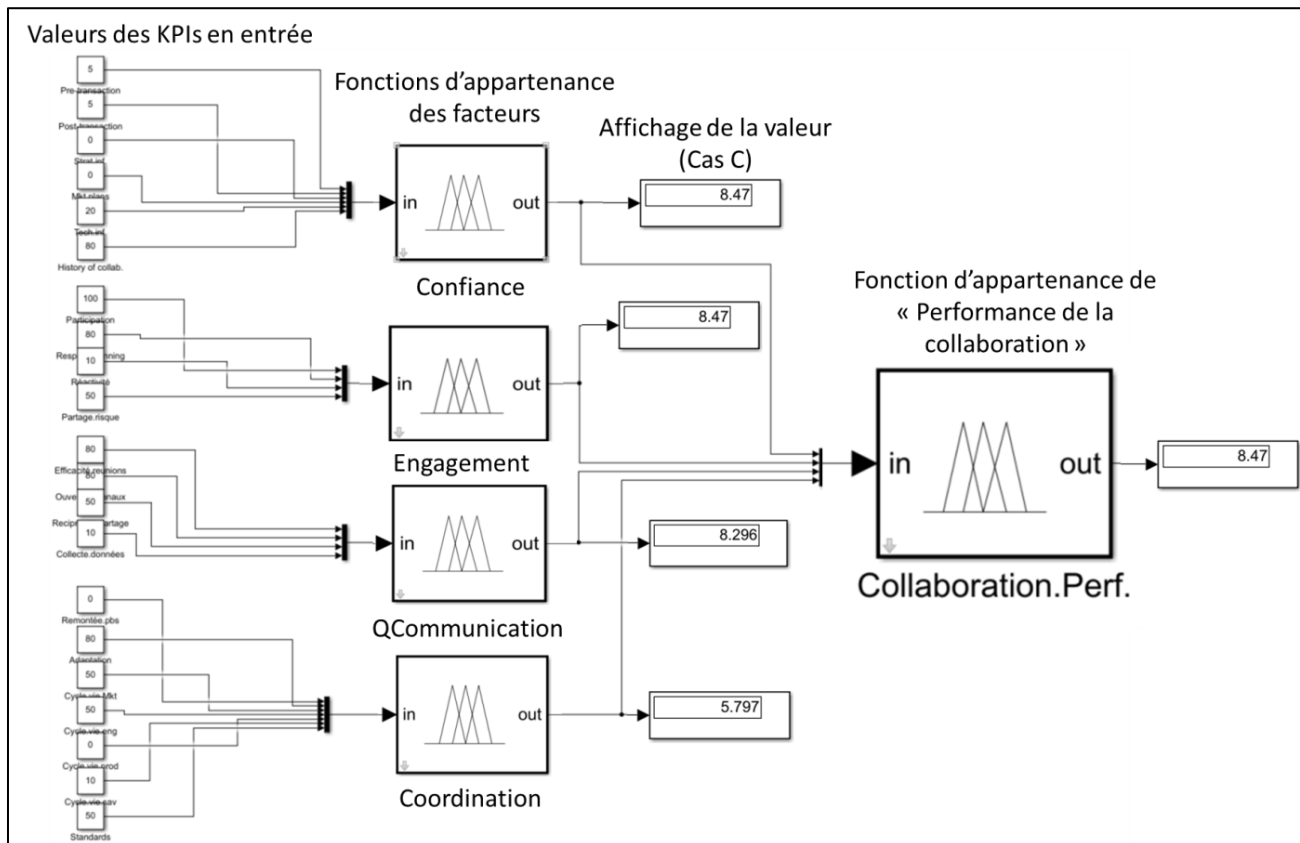 Valeurs des KPIs en entrée
5
Pre-transaction
5
Post-transaction
0
Strat.inf
0
Mkt.plans
20
Tech.inf
80
History of collab.
Fonctions d’appartenance
des facteurs
in
out
Confiance
Affichage de la valeur
(Cas C)
8.47
100
Participation
80
10
Réactivité
50
Partage.risque
in
out
Engagement
8.47
80
Efficacité.réunions
80
50
10
Collecte.données
in
out
QCommunication
8.296
0
Remontée.pbs
80
Adaptation
50
Cycle.vie.Mkt
50
Cycle.vie.eng
0
Cycle.vie.prod
10
Cycle.vie.sav
50
Standards
in
out
Coordination
5.797
Fonction d’appartenance de
« Performance de la
collaboration »
in
out
Collaboration.Perf.
8.47